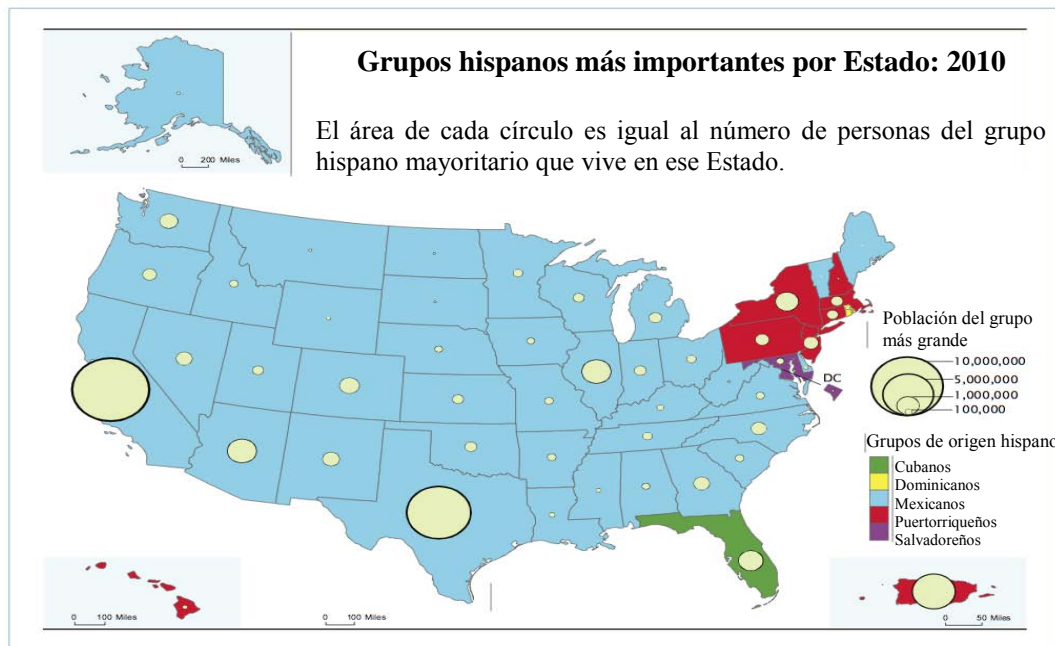 Grupos hispanos más importantes por Estado: 2010
El área de cada círculo es igual al número de personas del grupo
hispano mayoritario que vive en ese Estado.
0 200 Miles
DC
Población del grupo
más grande
10,000,000
5,000,000
1,000,000
100,000
Grupos de origen hispano
Cubanos
Dominicanos
Mexicanos
Puertorriqueños
Salvadoreños
0 100 Miles
0 100 Miles
0 50 Miles